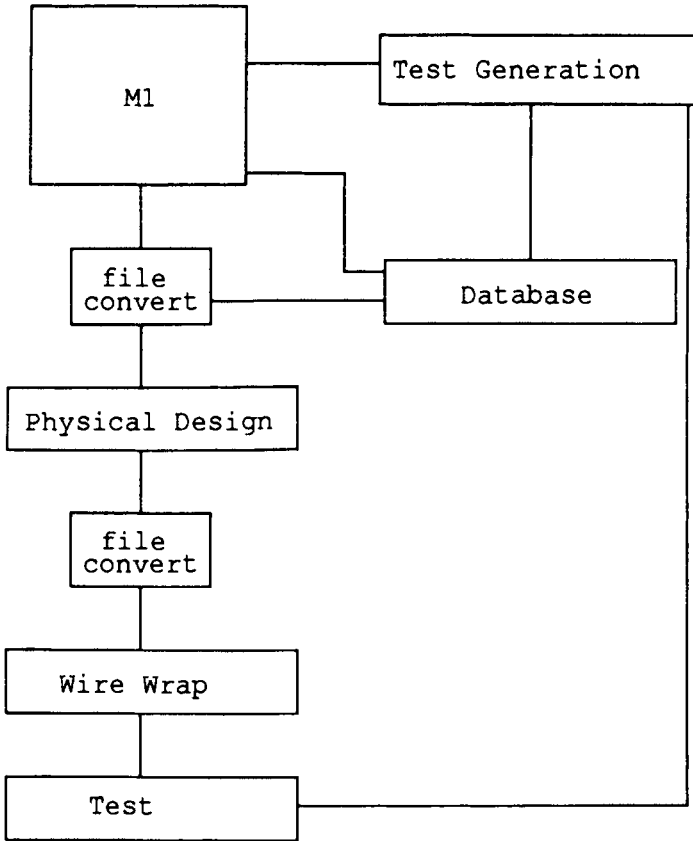 M1
Test Generation
file
convert
Database
Physical Design
file
convert
Wire Wrap
Test